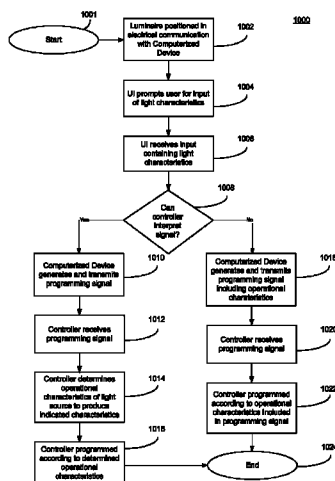 1001
Start
1000
Luminaire positioned in
electrical communication
with Computerized
Device
1002
UI prompts user for input
of light characteristics
1004
UI receives input
containing light
characteristics
1006
Can
controller
interpret
signal?
1008
Yes
No
Computerized Device
generates and transmits
programming signal
1010
Controller receives
programming signal
1012
Controller determines
operational
characteristics of light
source to produce
indicated characteristics
1014
Controller programmed
according to determined
operational
characteristics
1016
Computerized Device
generates and transmits
programming signal
including operational
characteristics
1018
Controller receives
programming signal
1020
Controller programmed
according to operational
characteristics included
in programming signal
1022
End
1024